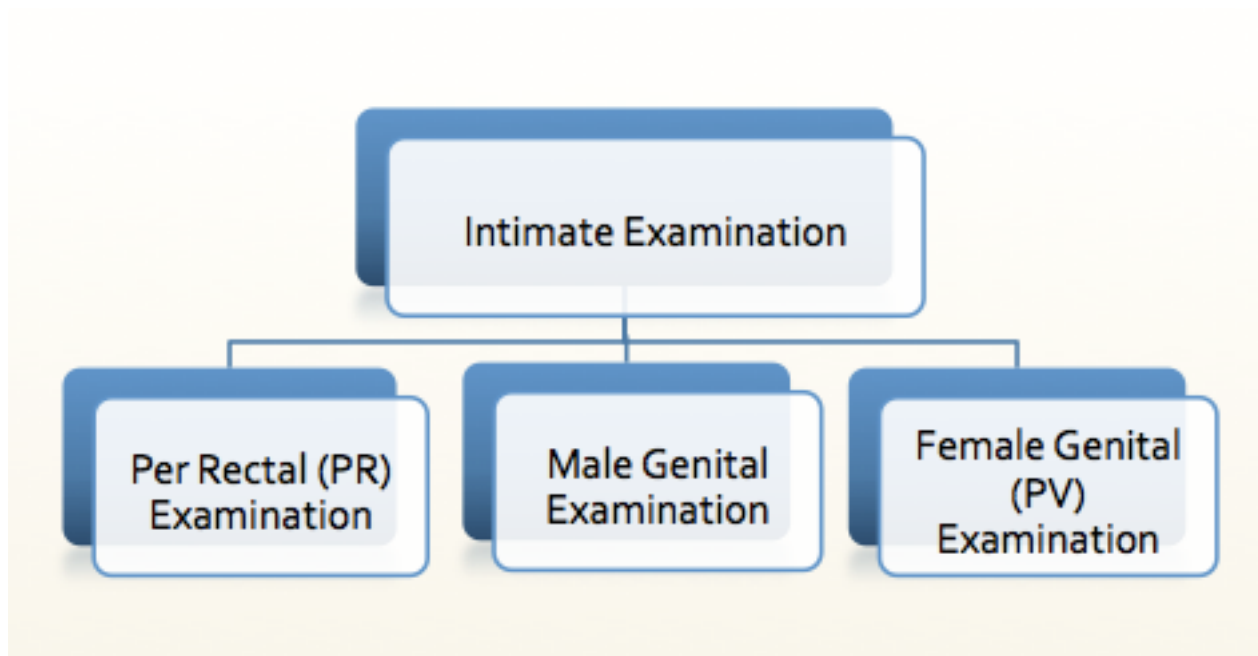 Intimate Examination
Per Rectal (PR)
Examination
Male Genital
Examination
Female Genital
(PV)
Examination